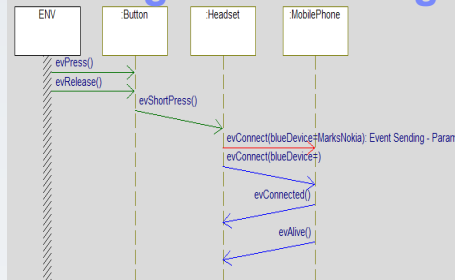 ENV
:Button
:Headset
:MobilePhone
evPress()
evRelease()
evShortPress()
evConnect(blueDevice=MarksNokia): Event Sending - Param
evConnect(blueDevice=)
evConnected()
evAlive()